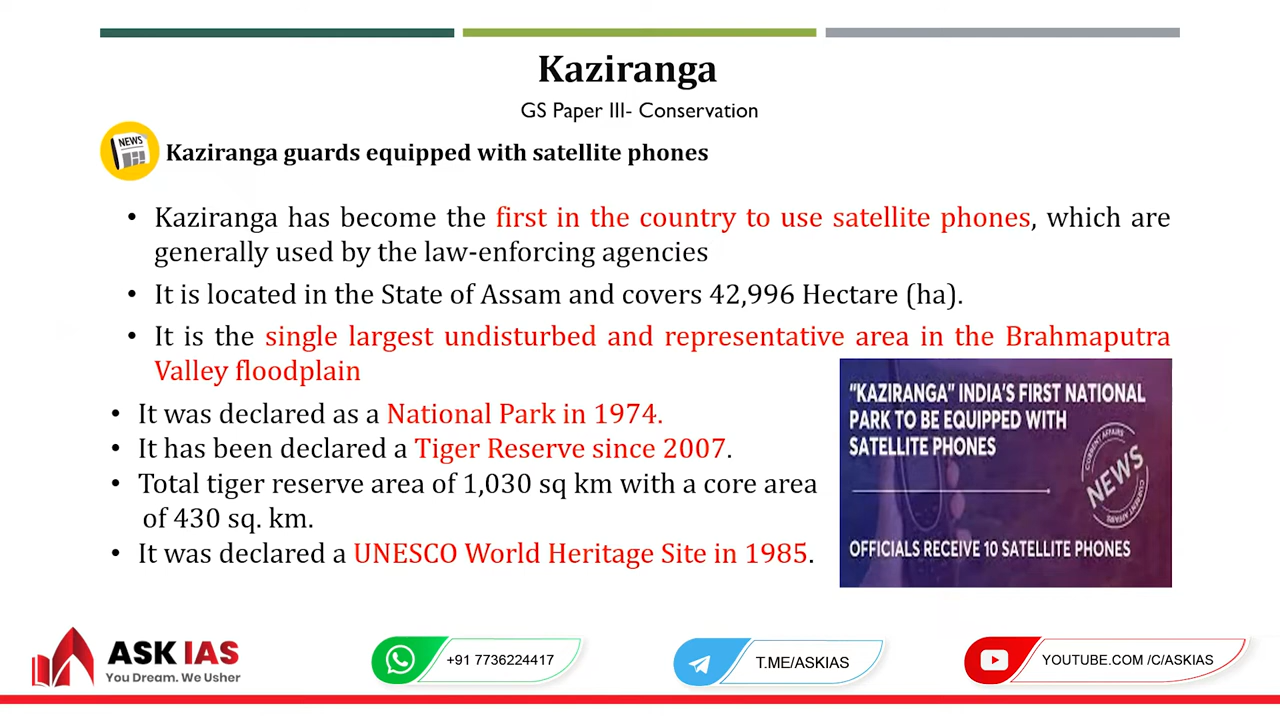 Kaziranga
GS Paper III- Conservation
NEWS
Kaziranga guards equipped with satellite phones
• Kaziranga has become the first in the country to use satellite phones, which are
generally used by the law-enforcing agencies
• It is located in the State of Assam and covers 42,996 Hectare (ha).
• It is the single largest undisturbed and representative area in the Brahmaputra
Valley floodplain
• It was declared as a National Park in 1974.
• It has been declared a Tiger Reserve since 2007.
• Total tiger reserve area of 1,030 sq km with a core area
of 430 sq. km.
• It was declared a UNESCO World Heritage Site in 1985.
“KAZIRANGA” INDIA’S FIRST NATIONAL
PARK TO BE EQUIPPED WITH
SATELLITE PHONES
CURRENT AFFAIRS
NEWS
CURRENT AFFAIRS
OFFICIALS RECEIVE 10 SATELLITE PHONES
ASK IAS
You Dream. We Usher
+91 7736224417
T.ME/ASKIAS
YOUTUBE.COM /C/ASKIAS